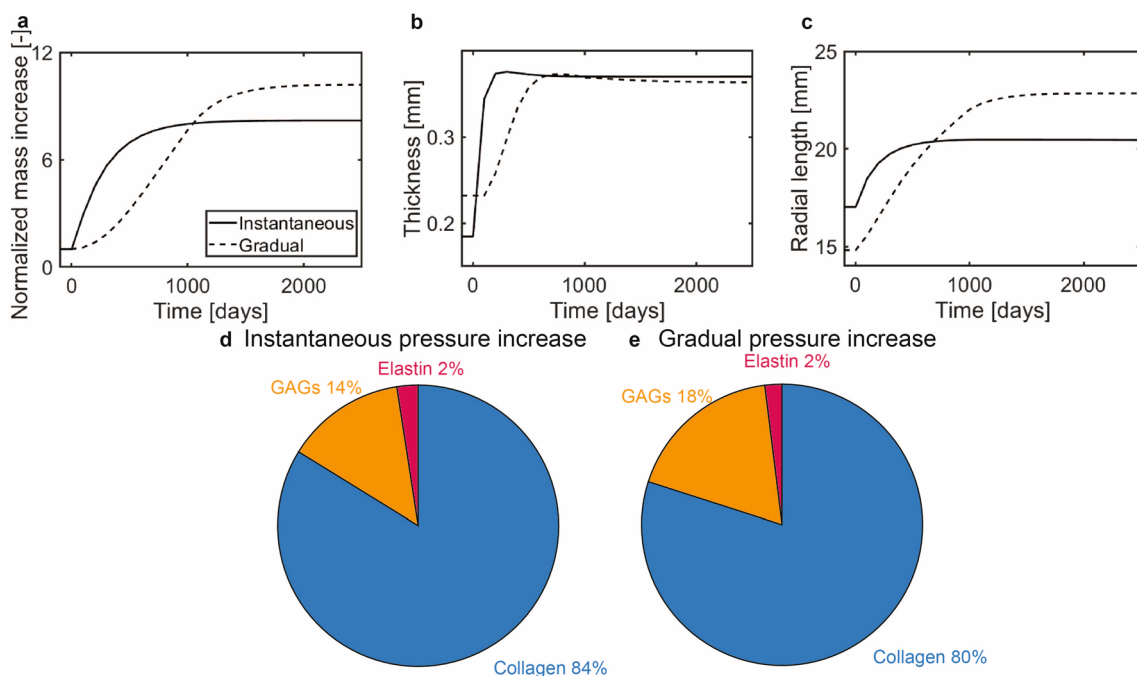 a
b
c
Normalized mass increase [-]
12
6
0
0
1000
2000
Time [days]
Instantaneous
Gradual
Thickness [mm]
0.3
0.2
0
1000
2000
Time [days]
Radial length [mm]
25
20
15
0
1000
2000
Time [days]
d Instantaneous pressure increase
e Gradual pressure increase
Elastin 2%
GAGs 14%
Collagen 84%
Elastin 2%
GAGs 18%
Collagen 80%